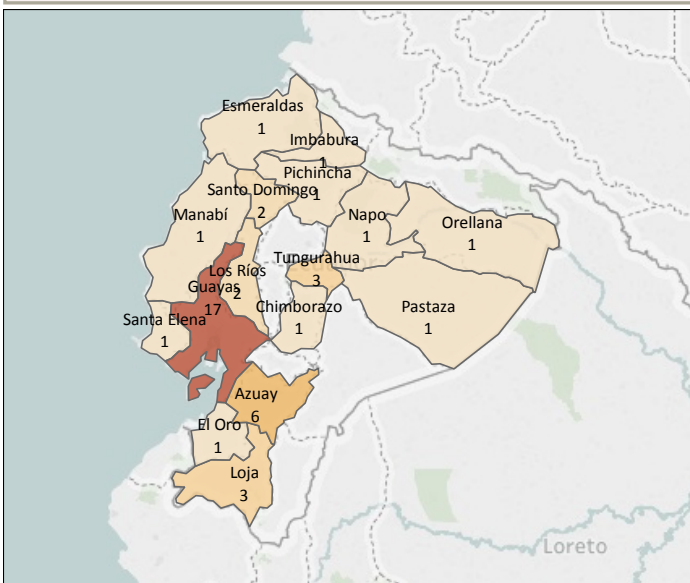 Esmeraldas
1
Imbabura
1
Pichincha
1
Santo Domingo
2
Manabí
1
Napo
1
Orellana
1
Tungurahua
3
Los Ríos
2
Guayas
17
Chimborazo
1
Pastaza
1
Santa Elena
1
Azuay
6
El Oro
1
Loja
3
Loreto